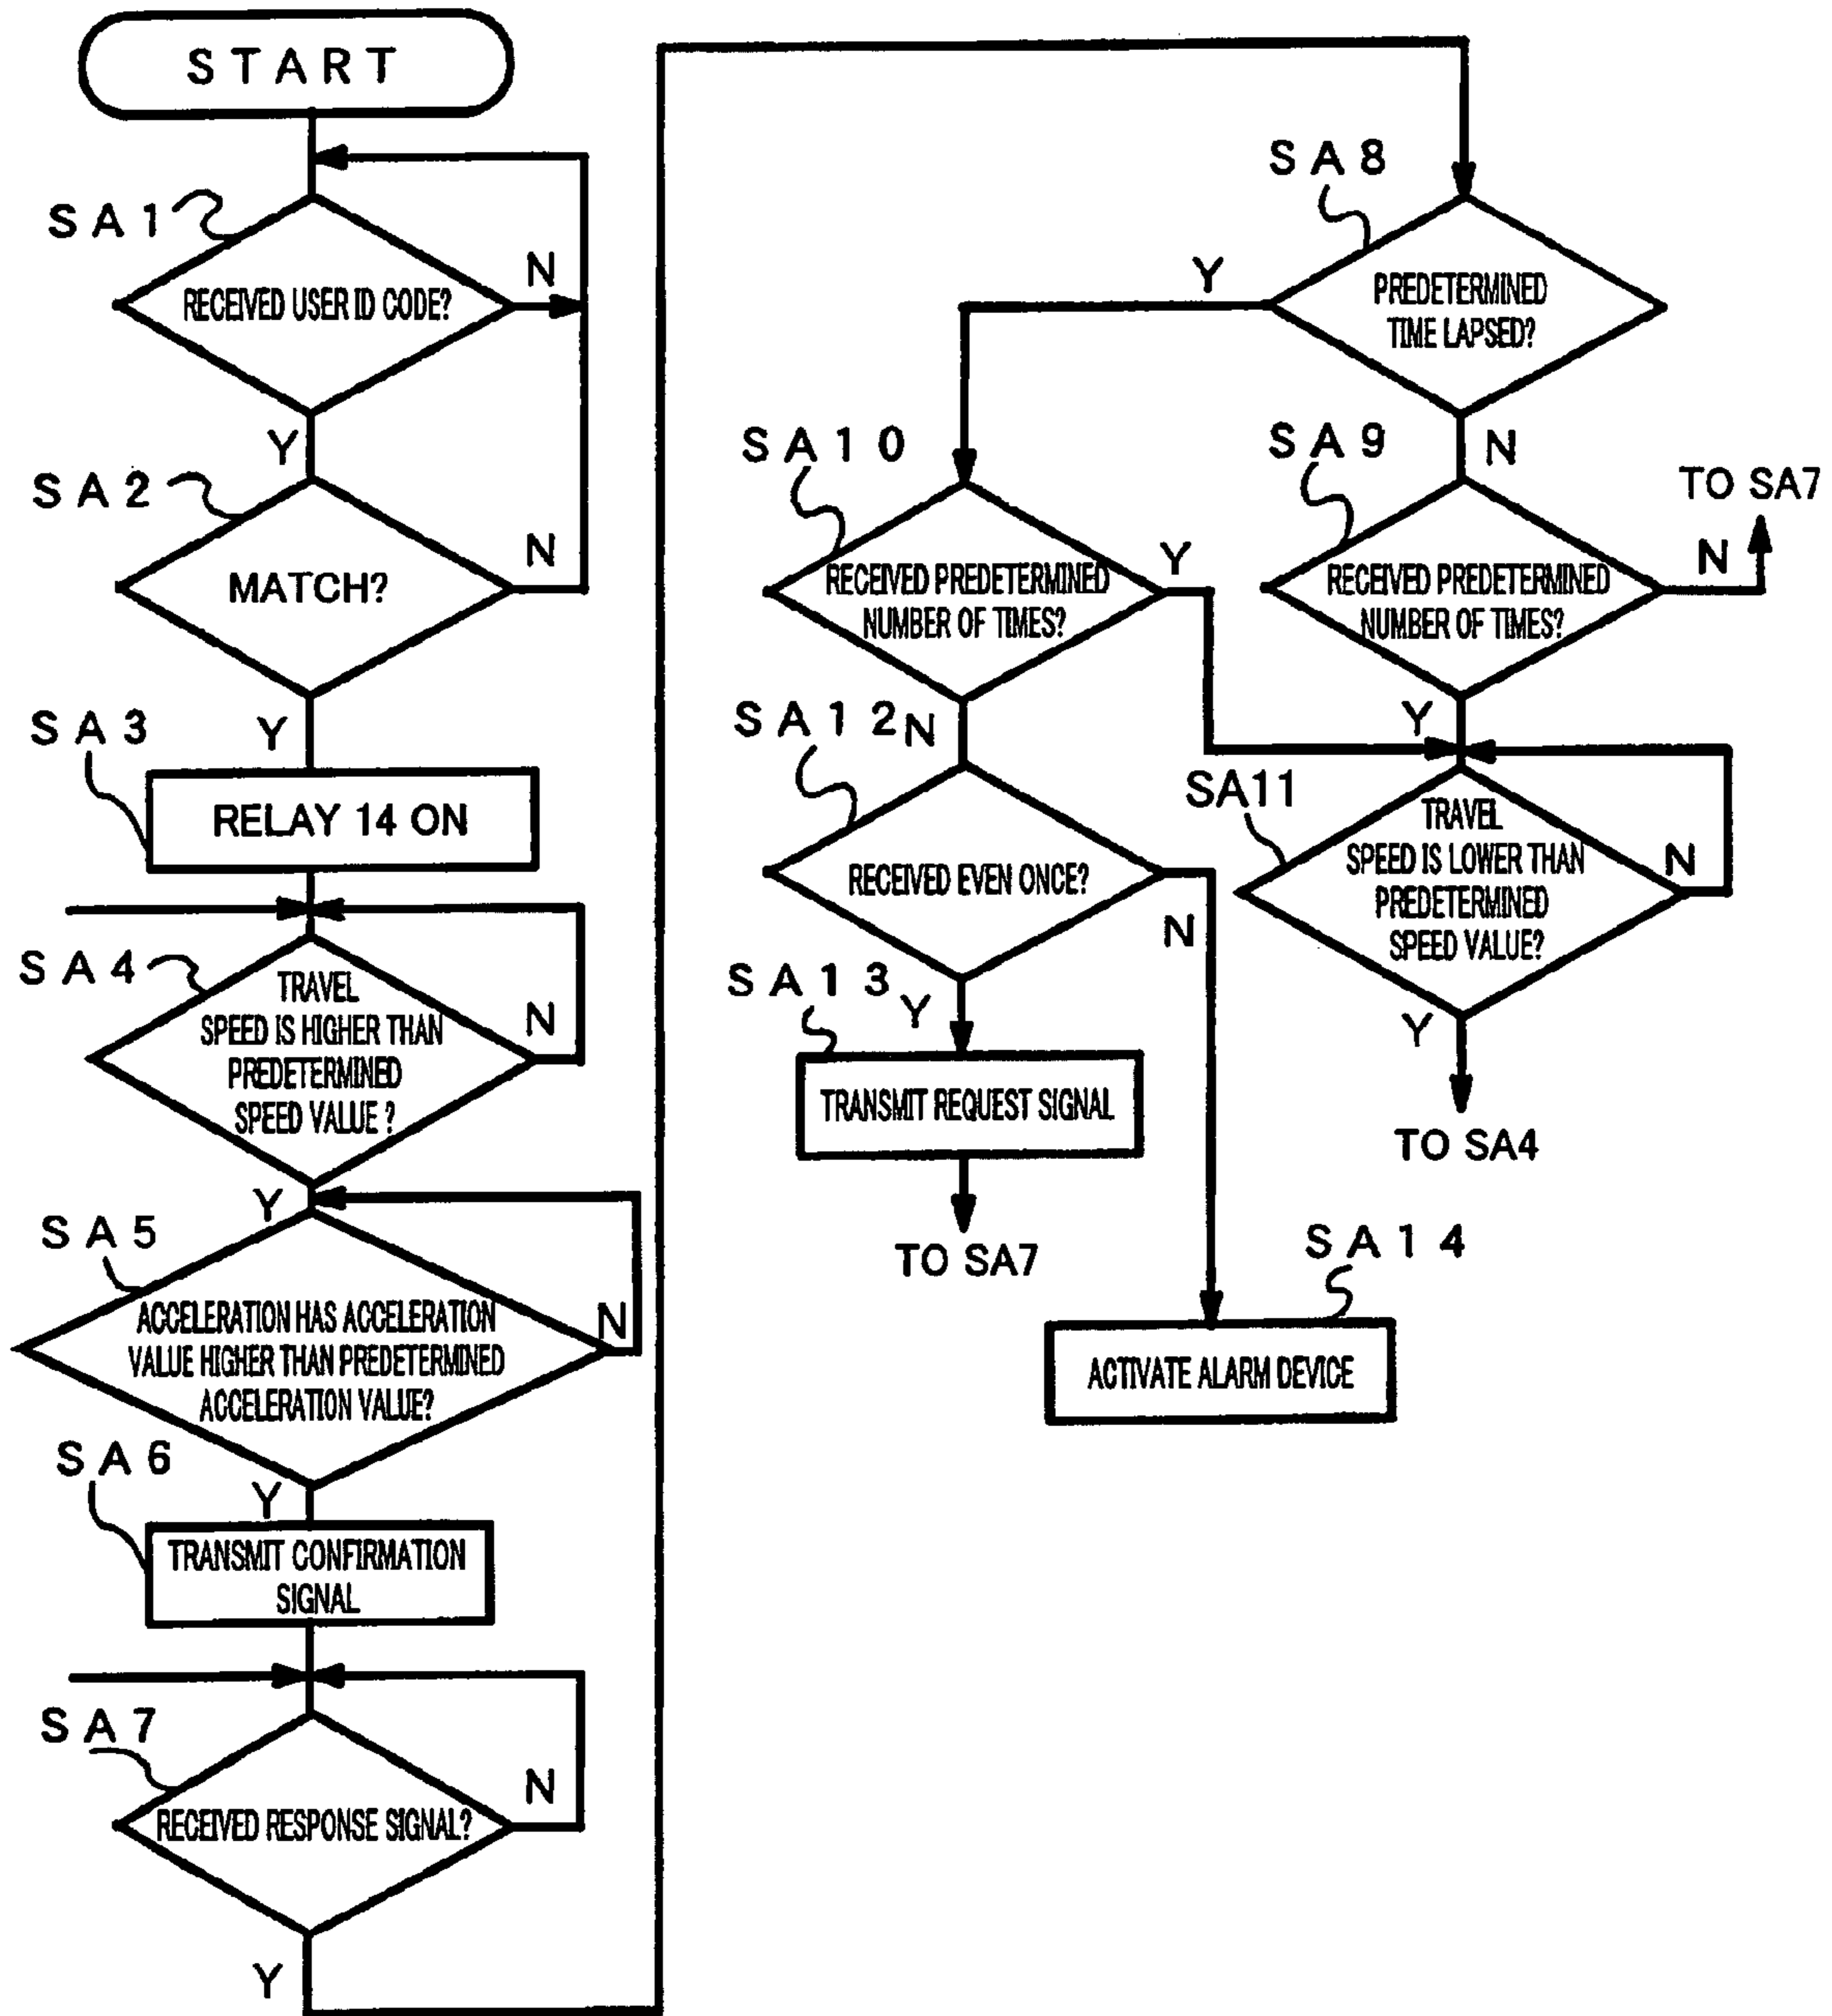 START
SA1
RECEIVED USER ID CODE?
N
Y
SA2
MATCH?
N
Y
SA3
RELAY 14 ON
SA4
TRAVEL
SPEED IS HIGHER THAN
PREDETERMINED
SPEED VALUE ?
N
Y
SA5
ACCELERATION HAS ACCELERATION
VALUE HIGHER THAN PREDETERMINED
ACCELERATION VALUE?
N
Y
SA6
TRANSMIT CONFIRMATION
SIGNAL
SA7
RECEIVED RESPONSE SIGNAL?
N
Y
SA8
PREDETERMINED
TIME LAPSED?
Y
N
SA9
RECEIVED PREDETERMINED
NUMBER OF TIMES?
N
TO SA7
Y
SA10
RECEIVED PREDETERMINED
NUMBER OF TIMES?
Y
N
SA11
TRAVEL
SPEED IS LOWER THAN
PREDETERMINED
SPEED VALUE?
N
Y
TO SA4
SA12
RECEIVED EVEN ONCE?
N
Y
SA13
TRANSMIT REQUEST SIGNAL
TO SA7
SA14
ACTIVATE ALARM DEVICE